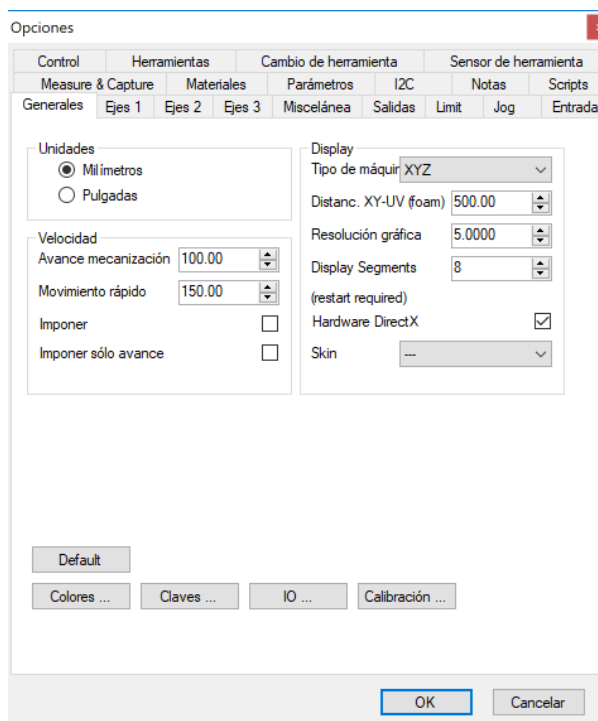 Opciones
Control Herramientas Cambio de herramienta Sensor de herramienta
Measure & Capture Materiales Parámetros I2C Notas Scripts
Generales Ejes 1 Ejes 2 Ejes 3 Miscelánea Salidas Limit Jog Entrada
Unidades
Milímetros
Pulgadas
Velocidad
Avance mecanización 100.00
Movimiento rápido 150.00
Imponer
Imponer sólo avance
Display
Tipo de máquir XYZ
Distanc. XY-UV (foam) 500.00
Resolución gráfica 5.0000
Display Segments 8
(restart required)
Hardware DirectX
Skin ---
Default
Colores ... Claves ... IO ... Calibración ...
OK Cancelar